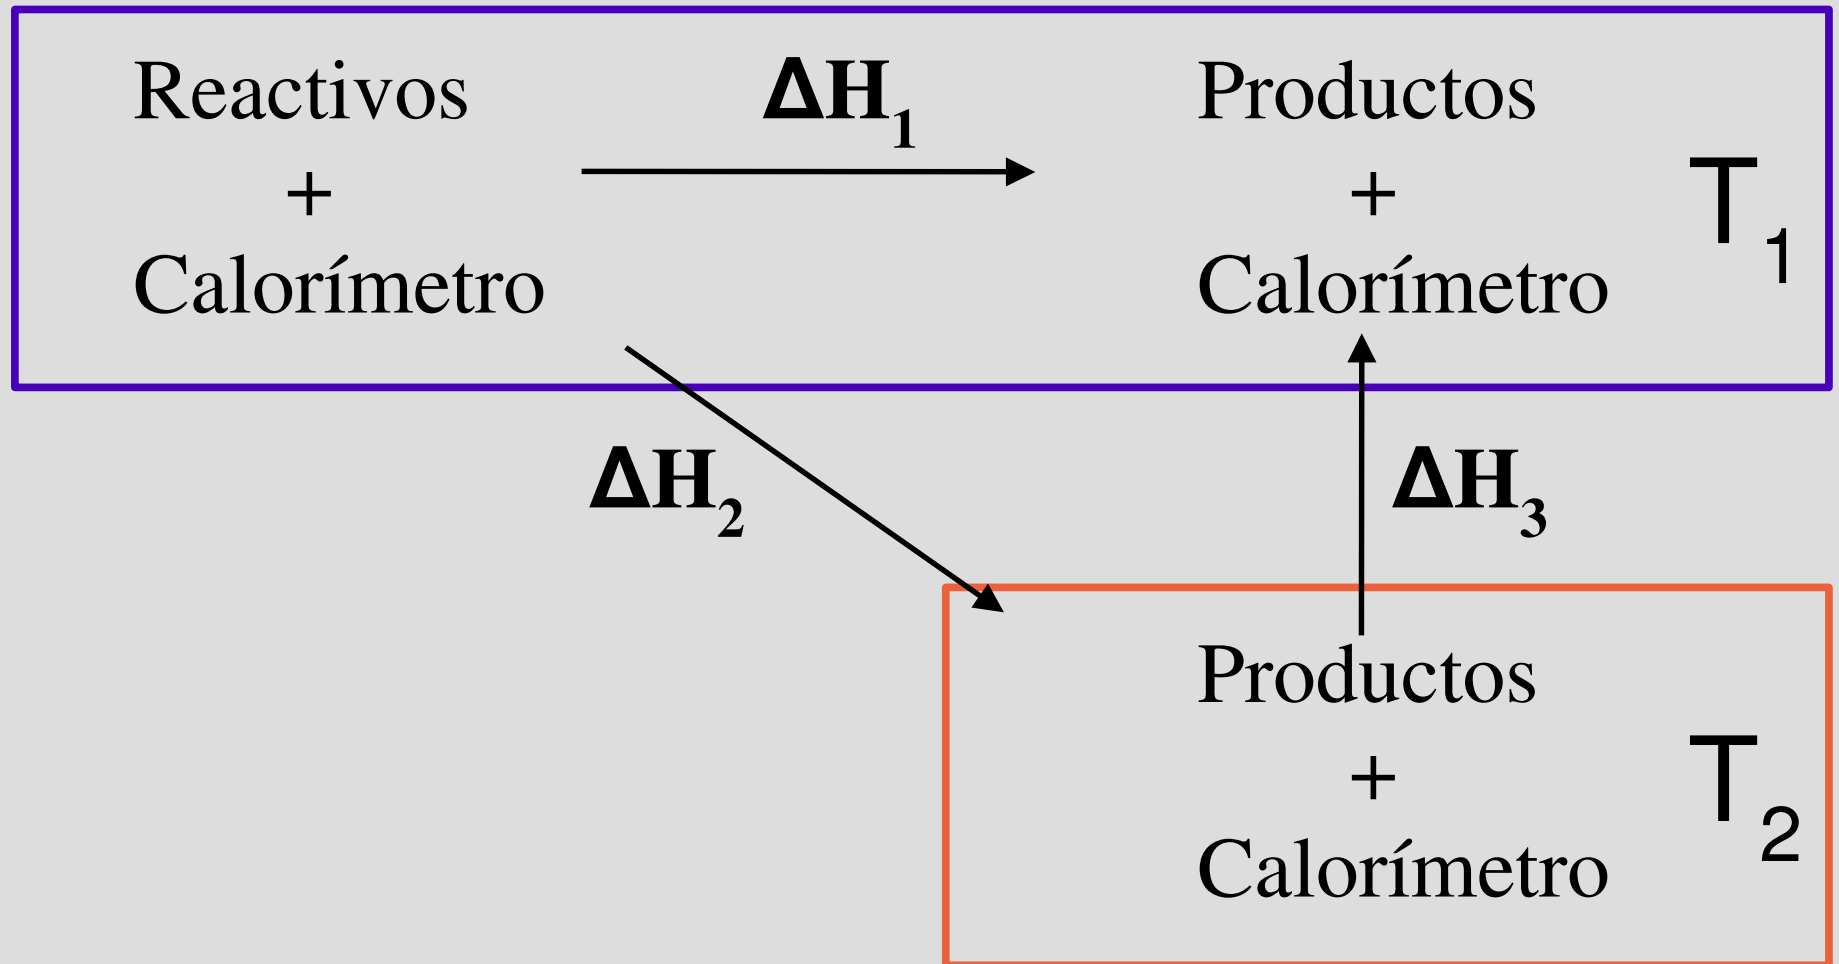 Reactivos
+
Calorímetro
ΔH1
Productos
+
Calorímetro
T1
ΔH2
ΔH3
Productos
+
Calorímetro
T2